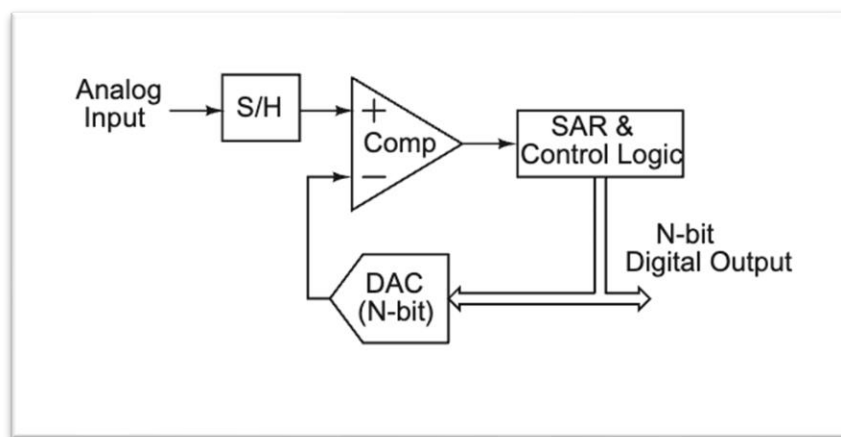 Analog
Input
S/H
+
Comp
−
SAR &
Control Logic
DAC
(N-bit)
N-bit
Digital Output